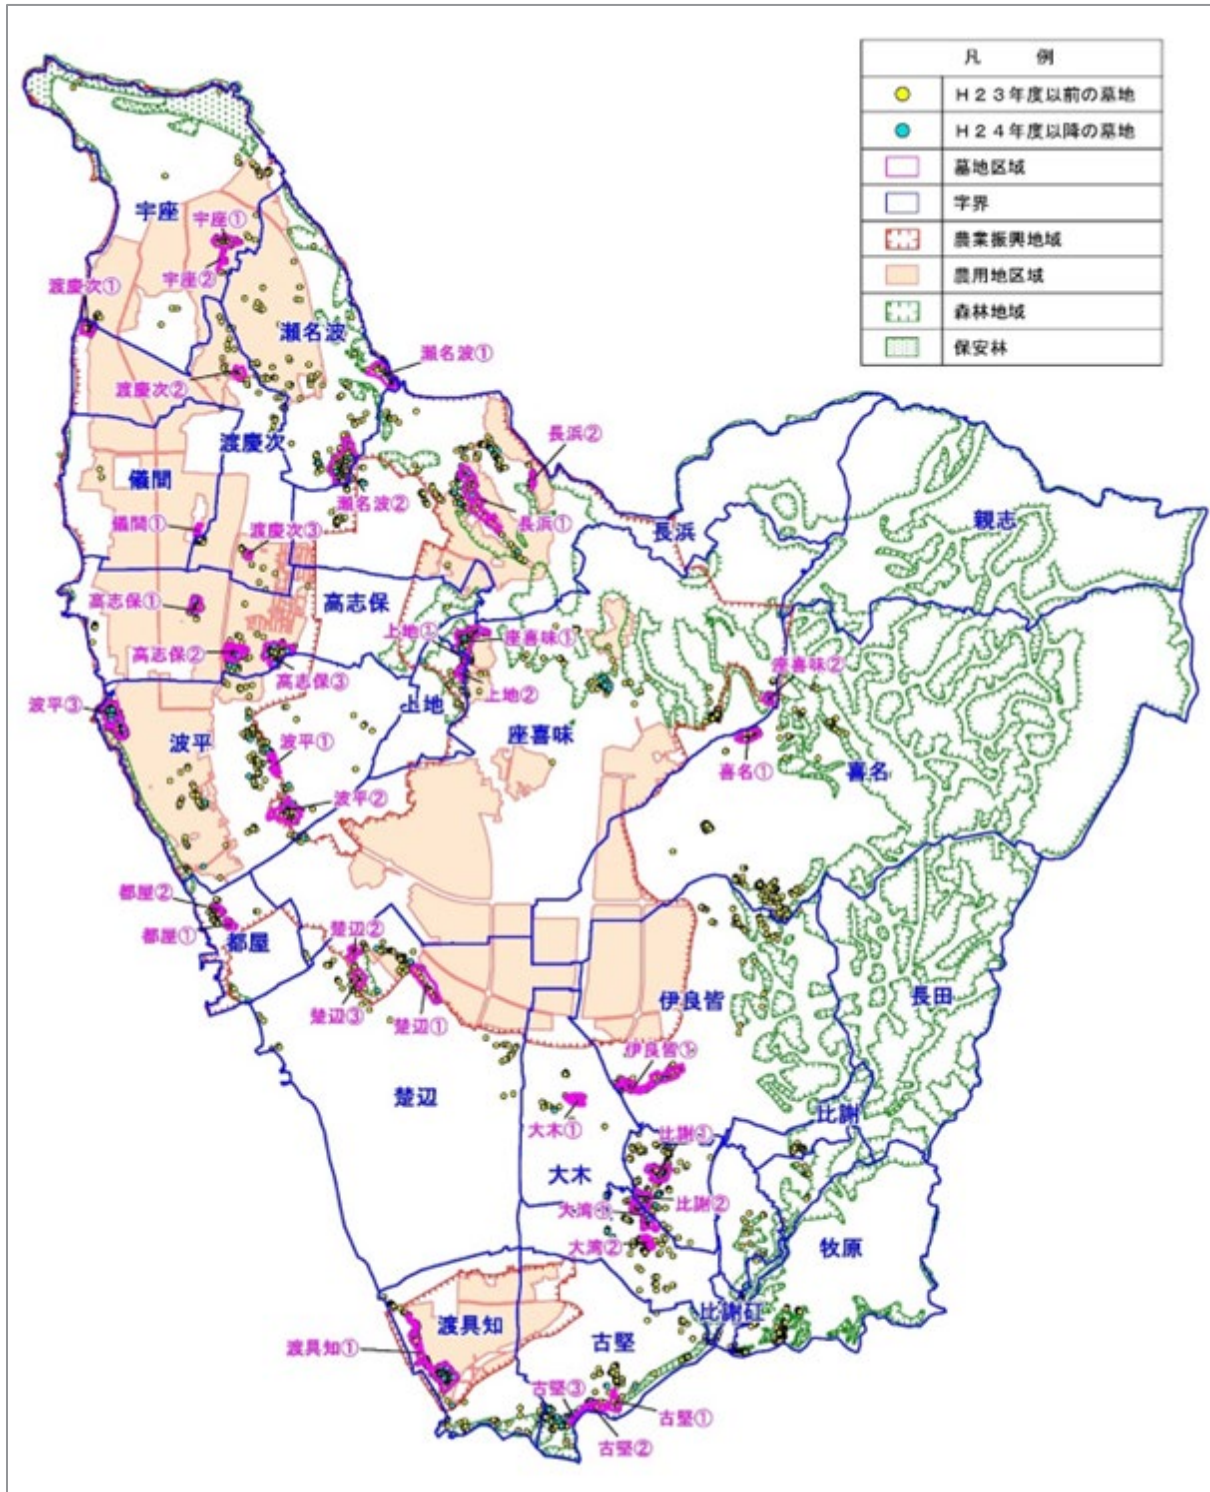 凡 例
H23年度以前の墓地
H24年度以降の墓地
墓地区域
字界
農業振興地域
農用地区域
森林地域
保安林
宇座
宇座①
宇座②
渡慶次①
瀬名波
瀬名波①
渡慶次②
渡慶次
長浜②
儀間
瀬名波②
長浜①
儀間①
渡慶次③
長浜
親志
高志保
高志保①
上地①
座喜味①
高志保②
高志保③
座喜味②
上地②
上地
波平③
波平
波平①
座喜味
喜名①
喜名
波平②
都屋②
都屋①
都屋
楚辺②
楚辺③
楚辺①
伊良皆
長田
伊良皆①
楚辺
大木①
比謝
比謝①
大木
比謝②
大湾①
大湾②
牧原
比謝矼
渡具知
渡具知①
古堅
古堅③
古堅①
古堅②